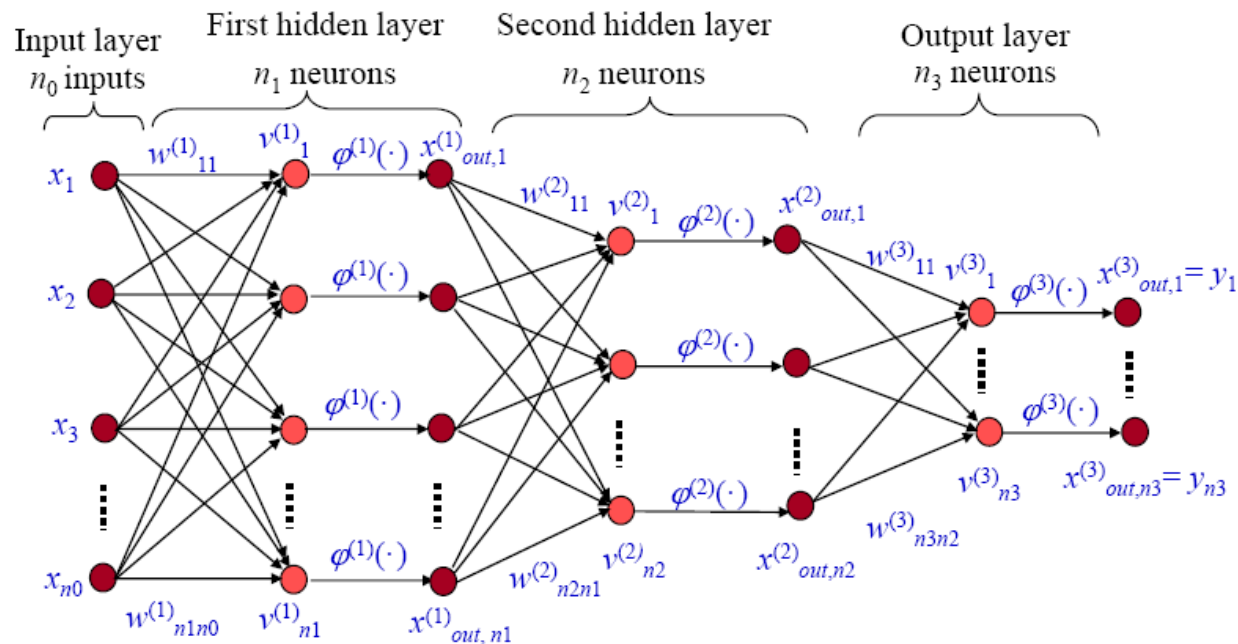 Input layer
n₀ inputs
First hidden layer
n₁ neurons
Second hidden layer
n₂ neurons
Output layer
n₃ neurons
x₁
w⁽¹⁾₁₁
v⁽¹⁾₁
φ⁽¹⁾(·)
x⁽¹⁾out,1
w⁽²⁾₁₁
v⁽²⁾₁
φ⁽²⁾(·)
x⁽²⁾out,1
w⁽³⁾₁₁
v⁽³⁾₁
φ⁽³⁾(·)
x⁽³⁾out,1= y₁
x₂
φ⁽¹⁾(·)
φ⁽²⁾(·)
x₃
φ⁽¹⁾(·)
φ⁽³⁾(·)
v⁽³⁾n3
x⁽³⁾out,n3= yn3
φ⁽²⁾(·)
w⁽³⁾n3n2
xn0
φ⁽¹⁾(·)
w⁽²⁾n2n1
v⁽²⁾n2
x⁽²⁾out,n2
w⁽¹⁾n1n0
v⁽¹⁾n1
x⁽¹⁾out, n1